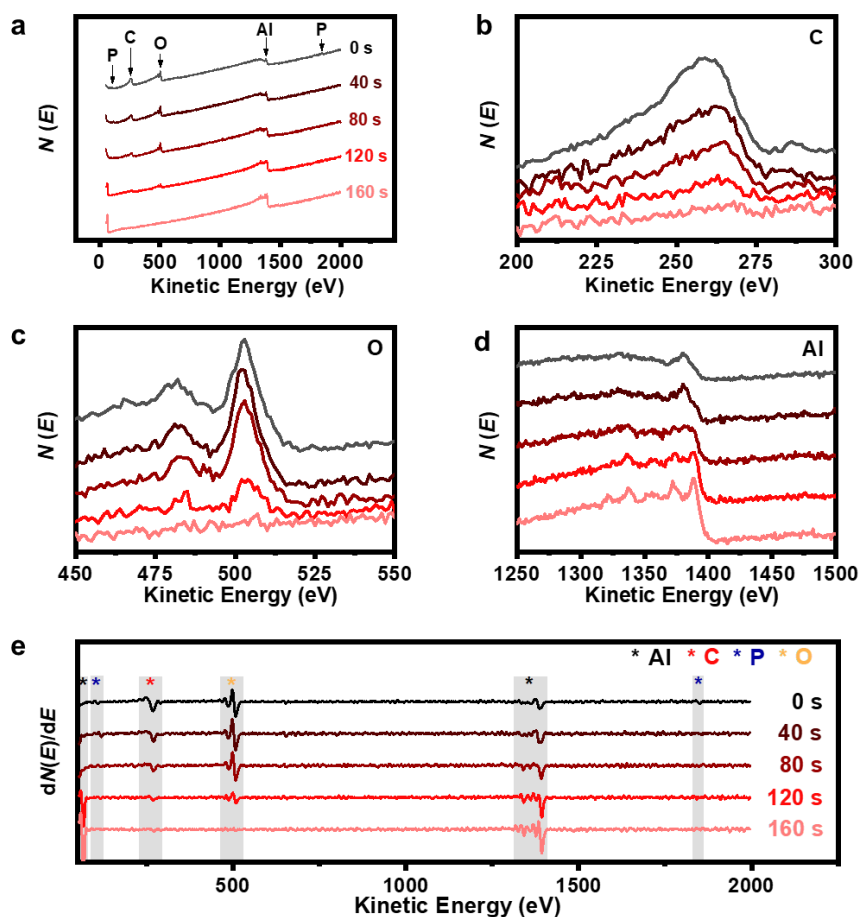 a
P C O Al P
0 s
40 s
80 s
120 s
160 s
N (E)
0 500 1000 1500 2000
Kinetic Energy (eV)
b
C
N (E)
200 225 250 275 300
Kinetic Energy (eV)
c
O
N (E)
450 475 500 525 550
Kinetic Energy (eV)
d
Al
N (E)
1250 1300 1350 1400 1450 1500
Kinetic Energy (eV)
e
* Al * C * P * O
* * * * * *
0 s
40 s
80 s
120 s
160 s
dN(E)/dE
500 1000 1500 2000
Kinetic Energy (eV)